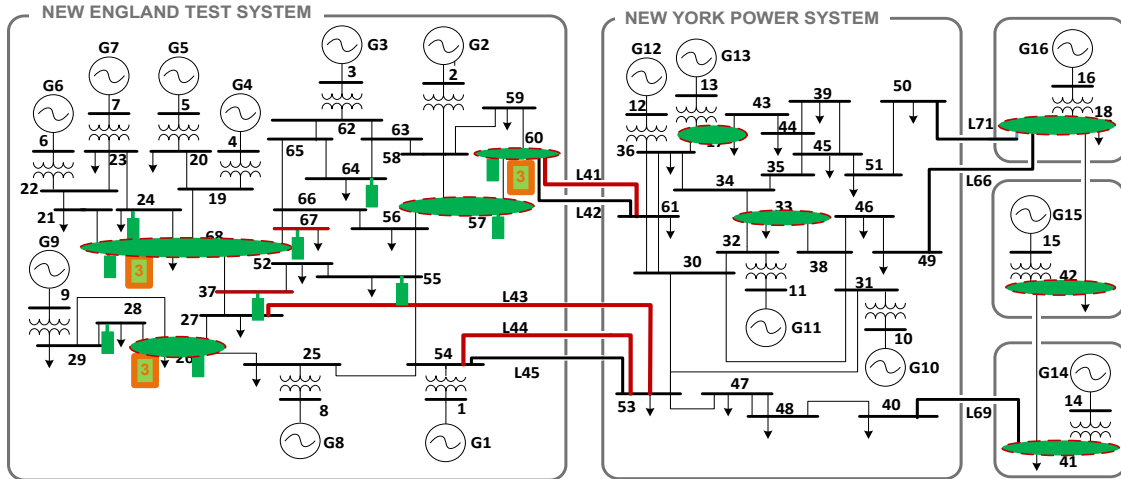 NEW ENGLAND TEST SYSTEM
NEW YORK POWER SYSTEM
G7 G5 G3 G2 G12 G13 G16
G6 G4
7 5 3 2 59 12 13 43 39 50 16
6 23 20 4 62 63 58 60 36 44 L71 18
22 24 19 65 64 3 L41 35 45 51 L66
21 66 56 57 L42 61 34 33 46 G15
G9 68 67 52 55 32 30 38 49 15
9 37 L43 31 42
28 27 11 10
29 26 L44 G11 G10
3 3 25 54 L45 53 47 48 40 L69 G14
8 1 14
G8 G1 41